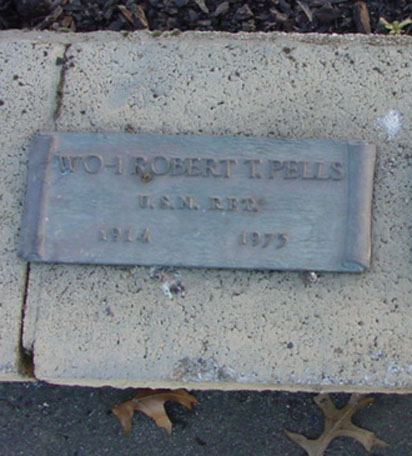 WO-1 ROBERT T. PELLS
U.S.N. RET.
1914 1975